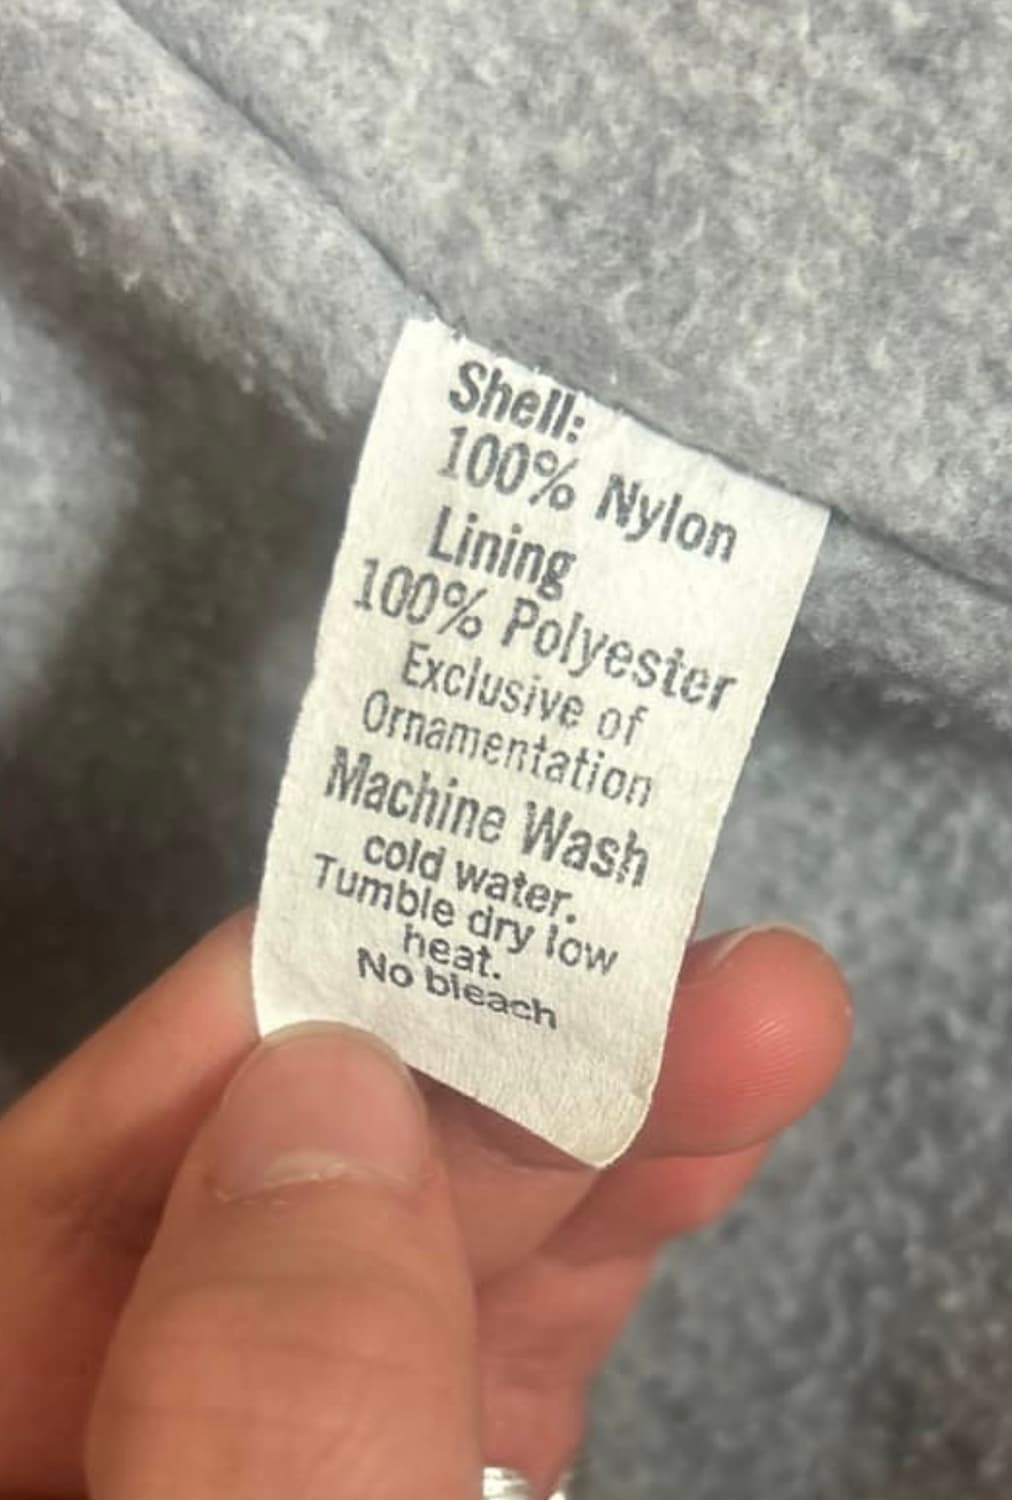 Shell:
100% Nylon
Lining
100% Polyester
Exclusive of
Ornamentation
Machine Wash
cold water.
Tumble dry low
heat.
No bleach